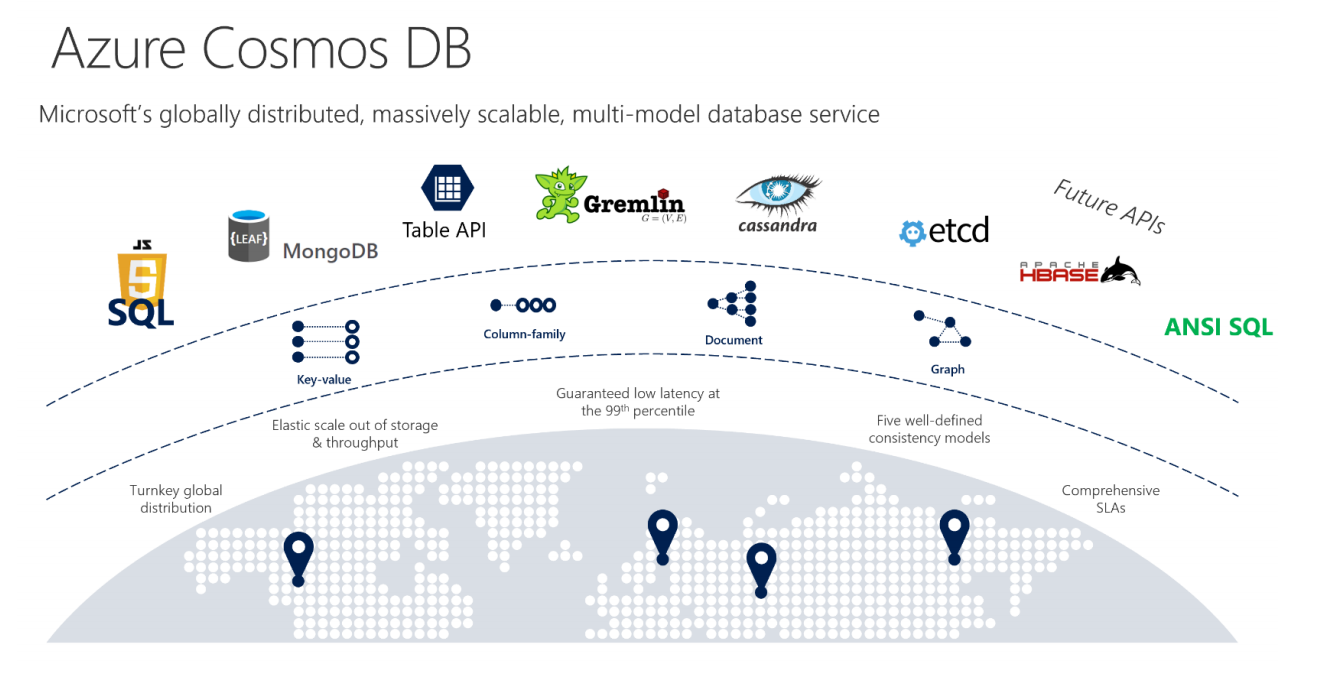 Azure Cosmos DB
Microsoft's globally distributed, massively scalable, multi-model database service
JS
SQL
{LEAF}
MongoDB
Table API
Gremlin
G = (V, E)
cassandra
etcd
Future APIs
APACHE
HBASE
ANSI SQL
Key-value
Column-family
Document
Graph
Turnkey global
distribution
Elastic scale out of storage
& throughput
Guaranteed low latency at
the 99th percentile
Five well-defined
consistency models
Comprehensive
SLAs